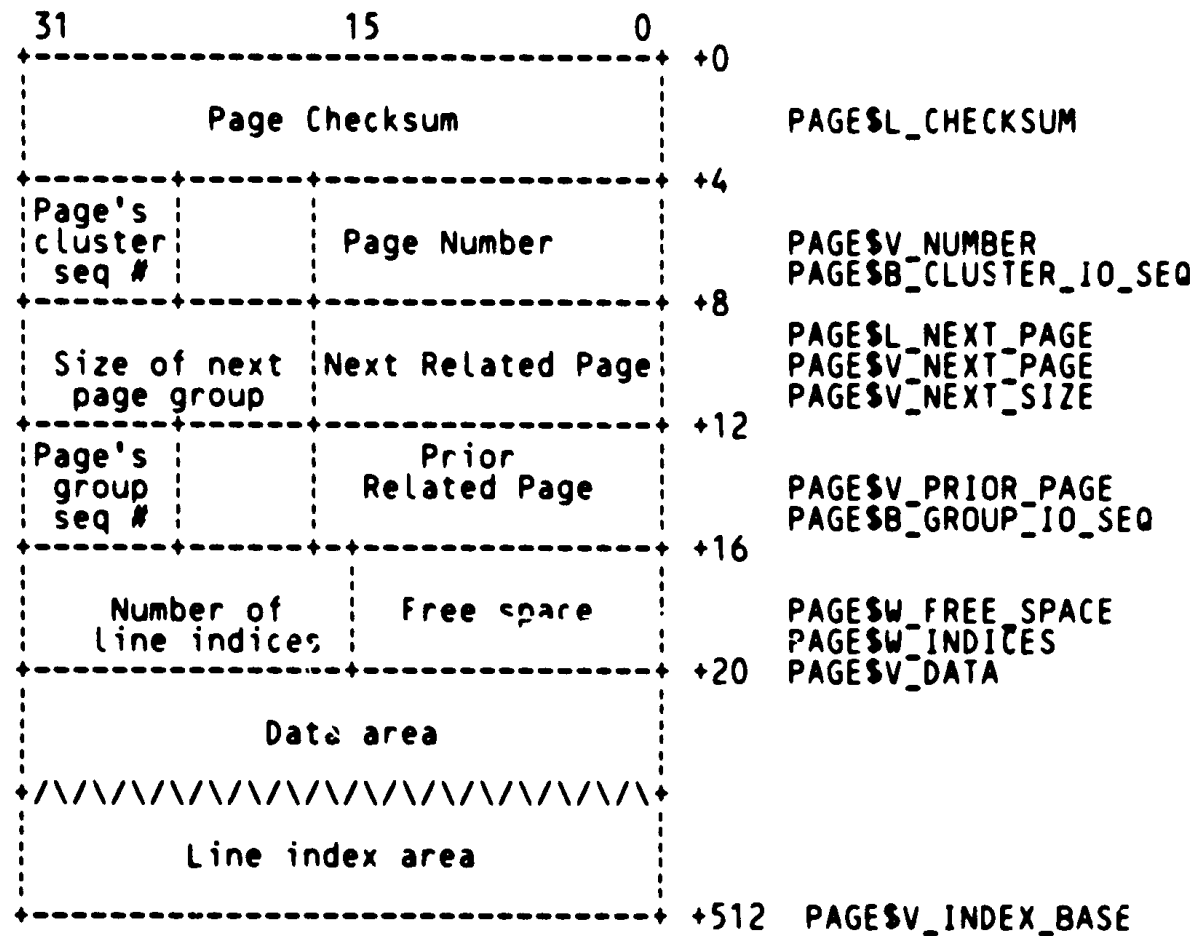 31 15 0
+0
Page Checksum PAGE$L_CHECKSUM
+4
Page's
cluster Page Number PAGE$V_NUMBER
seq # PAGE$B_CLUSTER_IO_SEQ
+8
PAGE$L_NEXT_PAGE
Size of next Next Related Page PAGE$V_NEXT_PAGE
page group PAGE$V_NEXT_SIZE
+12
Page's Prior
group Related Page PAGE$V_PRIOR_PAGE
seq # PAGE$B_GROUP_IO_SEQ
+16
Number of Free space PAGE$W_FREE_SPACE
line indices PAGE$W_INDICES
+20 PAGE$V_DATA
Data area
/\/\/\/\/\/\/\/\/\/\/\/\/\/\/\/\/\
Line index area
+512 PAGE$V_INDEX_BASE